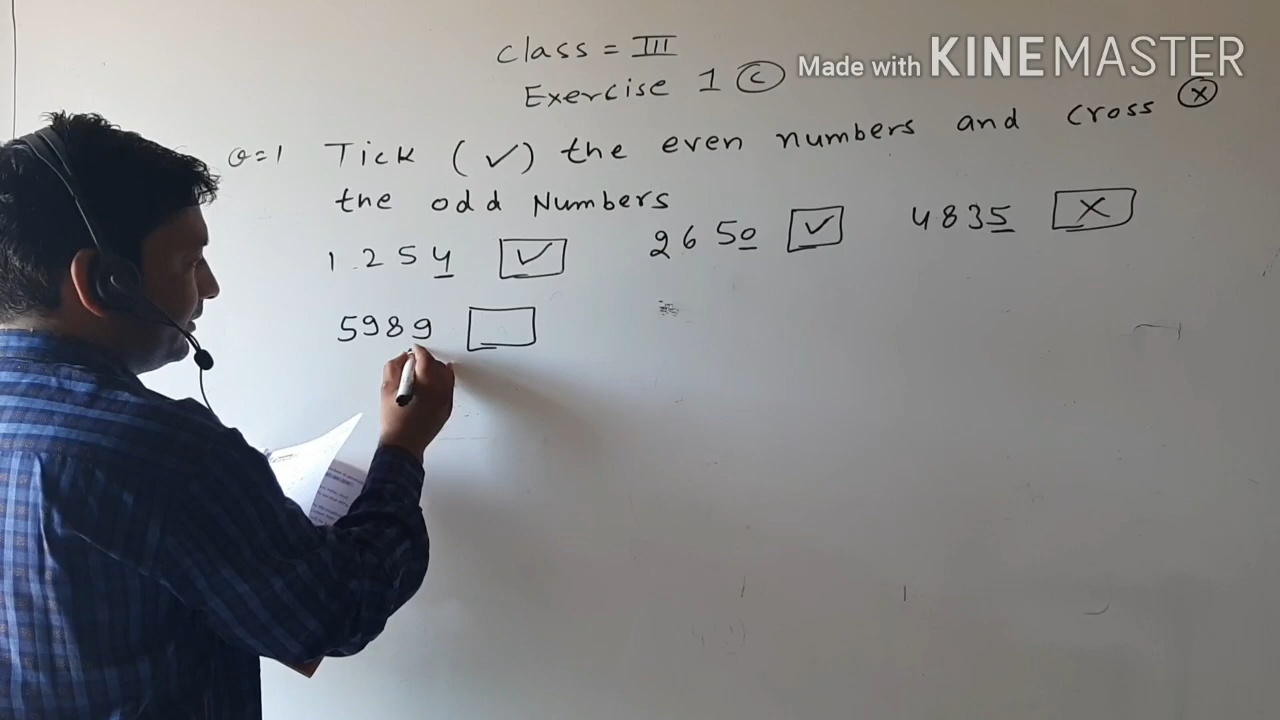 Made with KINEMASTER
class = III
Exercise 1 (c)
Q=1 Tick (✓) the even numbers and cross (x)
the odd Numbers
1254 ✓ 2650 ✓ 4835 X
5989